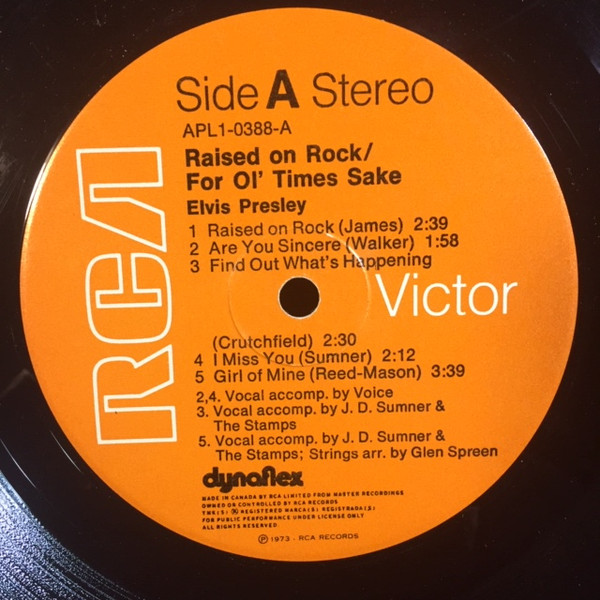 Side A Stereo
APL1-0388-A
Raised on Rock/
For Ol' Times Sake
Elvis Presley
1 Raised on Rock (James) 2:39
2 Are You Sincere (Walker) 1:58
3 Find Out What's Happening
RCA
Victor
(Crutchfield) 2:30
4 I Miss You (Sumner) 2:12
5 Girl of Mine (Reed-Mason) 3:39
2,4. Vocal accomp. by Voice
3. Vocal accomp. by J. D. Sumner &
The Stamps
5. Vocal accomp. by J. D. Sumner &
The Stamps; Strings arr. by Glen Spreen
dynaflex
MADE IN CANADA BY RCA LIMITED FROM MASTER RECORDINGS
OWNED OR CONTROLLED BY RCA RECORDS
TMK(S) ® REGISTERED MARCA(S) REGISTRADA(S)
FOR PUBLIC PERFORMANCE UNDER LICENSE ONLY
ALL RIGHTS RESERVED
℗ 1973 - RCA RECORDS